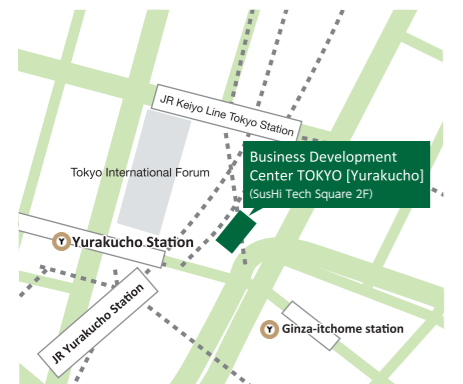 JR Keiyo Line Tokyo Station
Business Development
Center TOKYO [Yurakucho]
(SusHi Tech Square 2F)
Tokyo International Forum
Y Yurakucho Station
JR Yurakucho Station
Y Ginza-itchome station